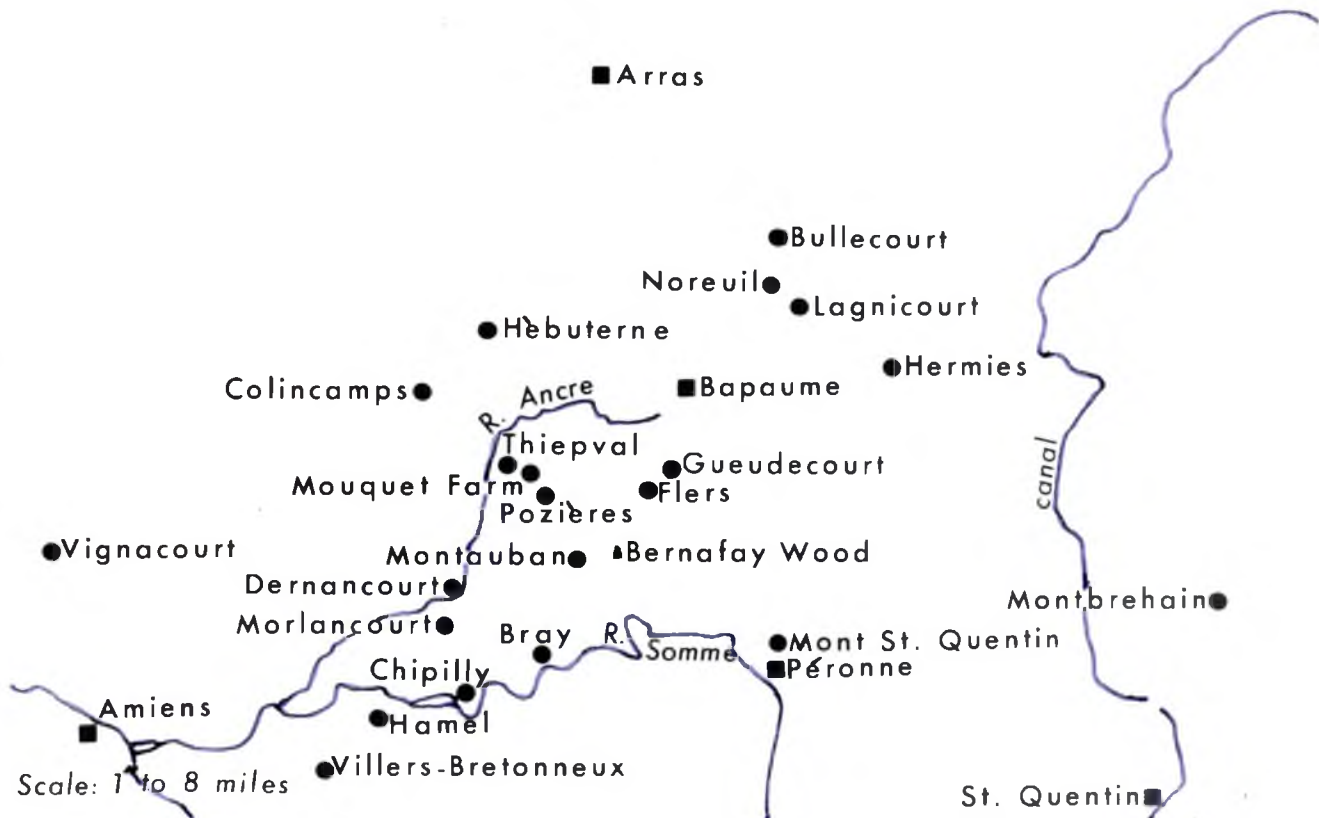 Arras
Bullecourt
Noreuil
Lagnicourt
Hèbuterne
Hermies
Colincamps
Bapaume
R. Ancre
Thiepval
Gueudecourt
Mouquet Farm
Flers
Pozières
canal
Vignacourt
Montauban
Bernafay Wood
Dernancourt
Montbrehain
Morlancourt
Bray
R. Somme
Mont St. Quentin
Péronne
Chipilly
Amiens
Hamel
Villers-Bretonneux
Scale: 1 to 8 miles
St. Quentin